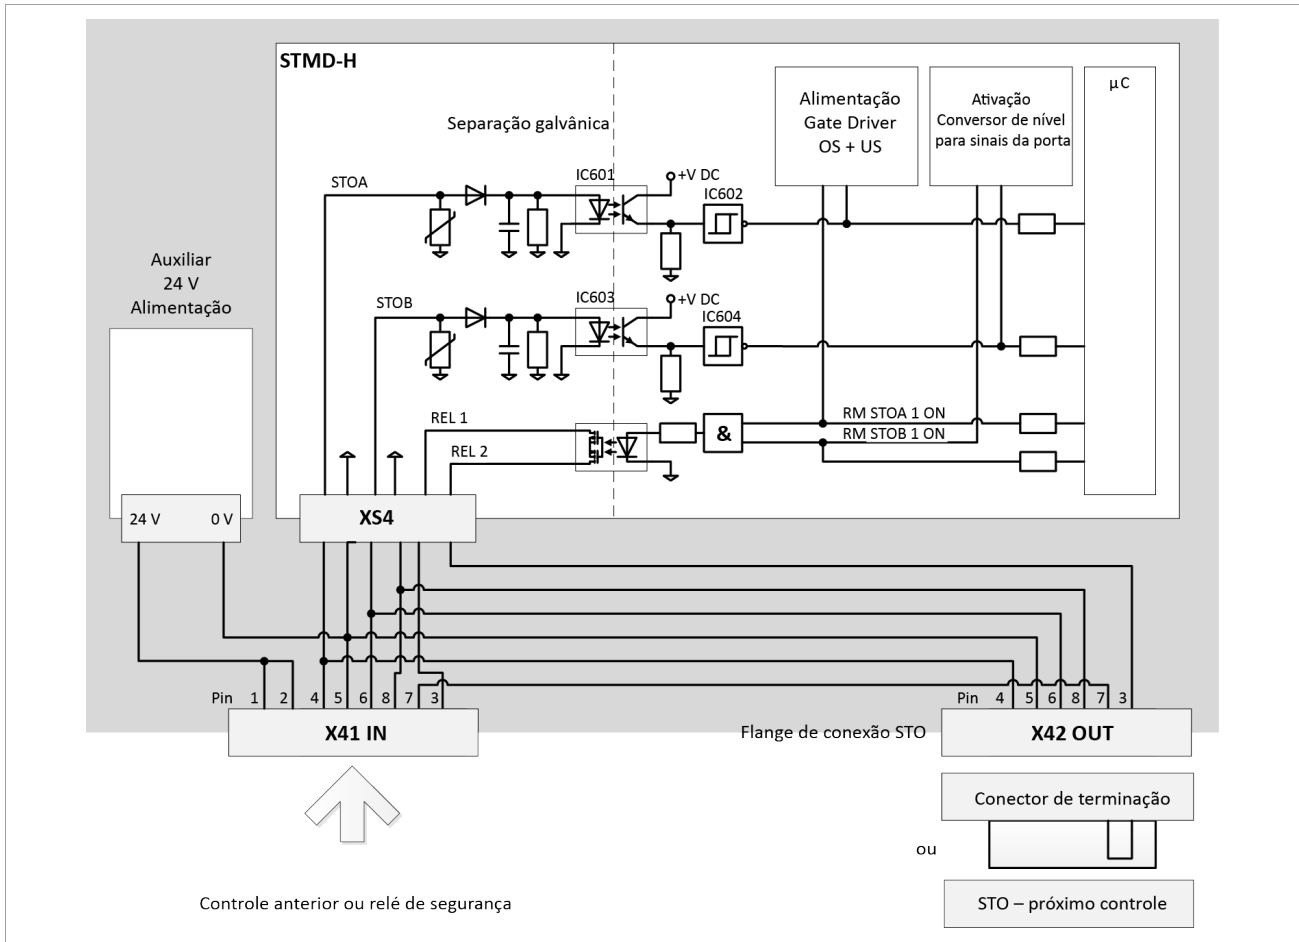 STMD-H
Separação galvânica
Alimentação
Gate Driver
OS + US
Ativação
Conversor de nível
para sinais da porta
µC
STOA
IC601
+V DC
IC602
Auxiliar
24 V
Alimentação
STOB
IC603
+V DC
IC604
REL 1
REL 2
&
RM STOA 1 ON
RM STOB 1 ON
24 V 0 V
XS4
Pin 1 2 4 5 6 8 7 3
X41 IN
Pin 4 5 6 8 7 3
Flange de conexão STO
X42 OUT
Conector de terminação
ou
STO – próximo controle
Controle anterior ou relé de segurança